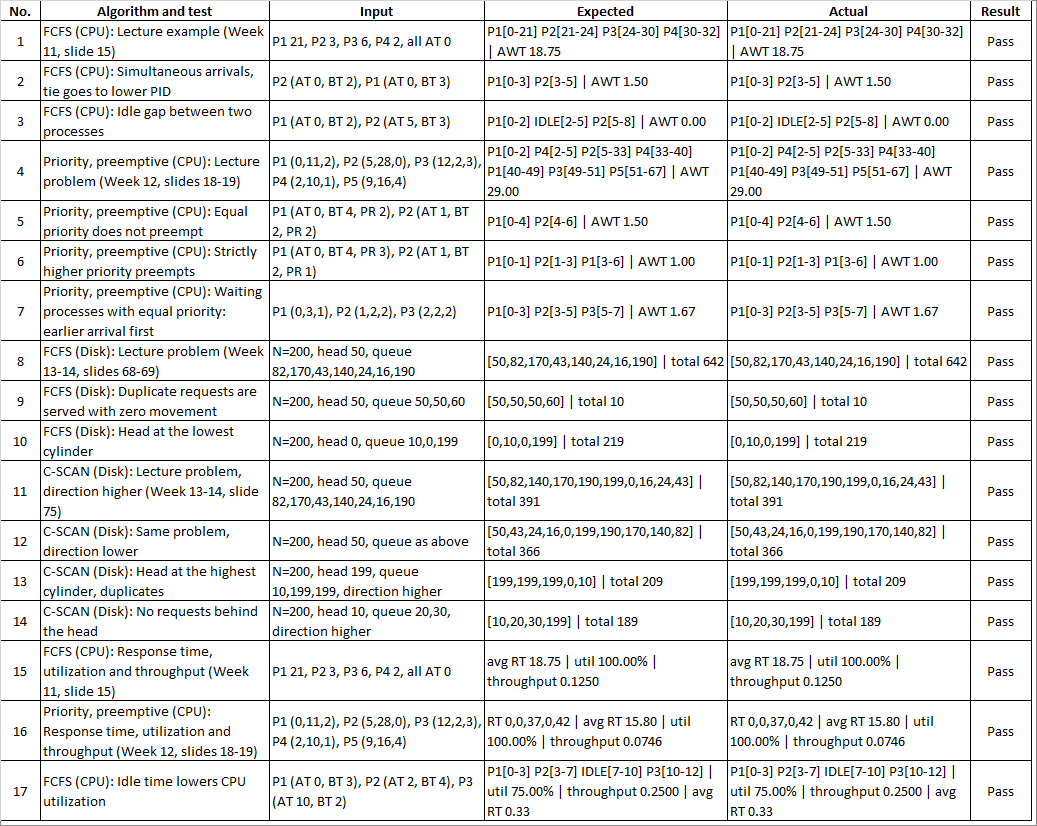 No. Algorithm and test Input Expected Actual Result
1 FCFS (CPU): Lecture example (Week 11, slide 15) P1 21, P2 3, P3 6, P4 2, all AT 0 P1[0-21] P2[21-24] P3[24-30] P4[30-32] | AWT 18.75 P1[0-21] P2[21-24] P3[24-30] P4[30-32] | AWT 18.75 Pass
2 FCFS (CPU): Simultaneous arrivals, tie goes to lower PID P2 (AT 0, BT 2), P1 (AT 0, BT 3) P1[0-3] P2[3-5] | AWT 1.50 P1[0-3] P2[3-5] | AWT 1.50 Pass
3 FCFS (CPU): Idle gap between two processes P1 (AT 0, BT 2), P2 (AT 5, BT 3) P1[0-2] IDLE[2-5] P2[5-8] | AWT 0.00 P1[0-2] IDLE[2-5] P2[5-8] | AWT 0.00 Pass
4 Priority, preemptive (CPU): Lecture problem (Week 12, slides 18-19) P1 (0,11,2), P2 (5,28,0), P3 (12,2,3), P4 (2,10,1), P5 (9,16,4) P1[0-2] P4[2-5] P2[5-33] P4[33-40] P1[40-49] P3[49-51] P5[51-67] | AWT 29.00 P1[0-2] P4[2-5] P2[5-33] P4[33-40] P1[40-49] P3[49-51] P5[51-67] | AWT 29.00 Pass
5 Priority, preemptive (CPU): Equal priority does not preempt P1 (AT 0, BT 4, PR 2), P2 (AT 1, BT 2, PR 2) P1[0-4] P2[4-6] | AWT 1.50 P1[0-4] P2[4-6] | AWT 1.50 Pass
6 Priority, preemptive (CPU): Strictly higher priority preempts P1 (AT 0, BT 4, PR 3), P2 (AT 1, BT 2, PR 1) P1[0-1] P2[1-3] P1[3-6] | AWT 1.00 P1[0-1] P2[1-3] P1[3-6] | AWT 1.00 Pass
7 Priority, preemptive (CPU): Waiting processes with equal priority: earlier arrival first P1 (0,3,1), P2 (1,2,2), P3 (2,2,2) P1[0-3] P2[3-5] P3[5-7] | AWT 1.67 P1[0-3] P2[3-5] P3[5-7] | AWT 1.67 Pass
8 FCFS (Disk): Lecture problem (Week 13-14, slides 68-69) N=200, head 50, queue 82,170,43,140,24,16,190 [50,82,170,43,140,24,16,190] | total 642 [50,82,170,43,140,24,16,190] | total 642 Pass
9 FCFS (Disk): Duplicate requests are served with zero movement N=200, head 50, queue 50,50,60 [50,50,50,60] | total 10 [50,50,50,60] | total 10 Pass
10 FCFS (Disk): Head at the lowest cylinder N=200, head 0, queue 10,0,199 [0,10,0,199] | total 219 [0,10,0,199] | total 219 Pass
11 C-SCAN (Disk): Lecture problem, direction higher (Week 13-14, slide 75) N=200, head 50, queue 82,170,43,140,24,16,190 [50,82,140,170,190,199,0,16,24,43] | total 391 [50,82,140,170,190,199,0,16,24,43] | total 391 Pass
12 C-SCAN (Disk): Same problem, direction lower N=200, head 50, queue as above [50,43,24,16,0,199,190,170,140,82] | total 366 [50,43,24,16,0,199,190,170,140,82] | total 366 Pass
13 C-SCAN (Disk): Head at the highest cylinder, duplicates N=200, head 199, queue 10,199,199, direction higher [199,199,199,0,10] | total 209 [199,199,199,0,10] | total 209 Pass
14 C-SCAN (Disk): No requests behind the head N=200, head 10, queue 20,30, direction higher [10,20,30,199] | total 189 [10,20,30,199] | total 189 Pass
15 FCFS (CPU): Response time, utilization and throughput (Week 11, slide 15) P1 21, P2 3, P3 6, P4 2, all AT 0 avg RT 18.75 | util 100.00% | throughput 0.1250 avg RT 18.75 | util 100.00% | throughput 0.1250 Pass
16 Priority, preemptive (CPU): Response time, utilization and throughput (Week 12, slides 18-19) P1 (0,11,2), P2 (5,28,0), P3 (12,2,3), P4 (2,10,1), P5 (9,16,4) RT 0,0,37,0,42 | avg RT 15.80 | util 100.00% | throughput 0.0746 RT 0,0,37,0,42 | avg RT 15.80 | util 100.00% | throughput 0.0746 Pass
17 FCFS (CPU): Idle time lowers CPU utilization P1 (AT 0, BT 3), P2 (AT 2, BT 4), P3 (AT 10, BT 2) P1[0-3] P2[3-7] IDLE[7-10] P3[10-12] | util 75.00% | throughput 0.2500 | avg RT 0.33 P1[0-3] P2[3-7] IDLE[7-10] P3[10-12] | util 75.00% | throughput 0.2500 | avg RT 0.33 Pass